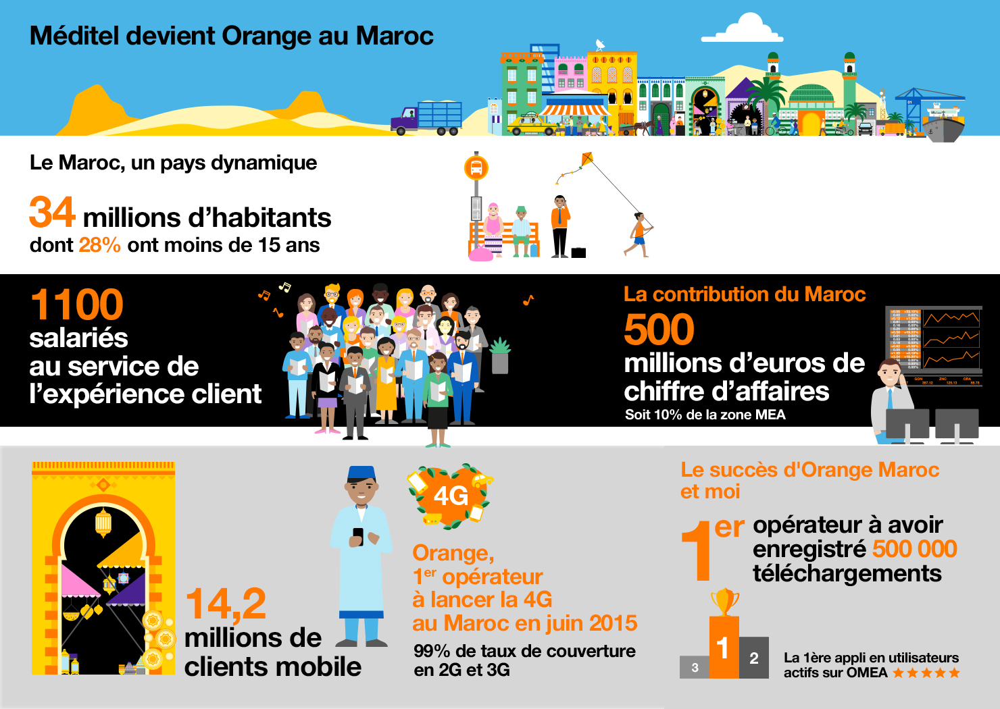 Méditel devient Orange au Maroc
Le Maroc, un pays dynamique
34 millions d’habitants
dont 28% ont moins de 15 ans
1100
salariés
au service de
l’expérience client
La contribution du Maroc
500
millions d’euros de
chiffre d’affaires
Soit 10% de la zone MEA
14,2
millions de
clients mobile
4G
Orange,
1er opérateur
à lancer la 4G
au Maroc en juin 2015
99% de taux de couverture
en 2G et 3G
Le succès d'Orange Maroc
et moi
1er opérateur à avoir
enregistré 500 000
téléchargements
3 1 2
La 1ère appli en utilisateurs
actifs sur OMEA